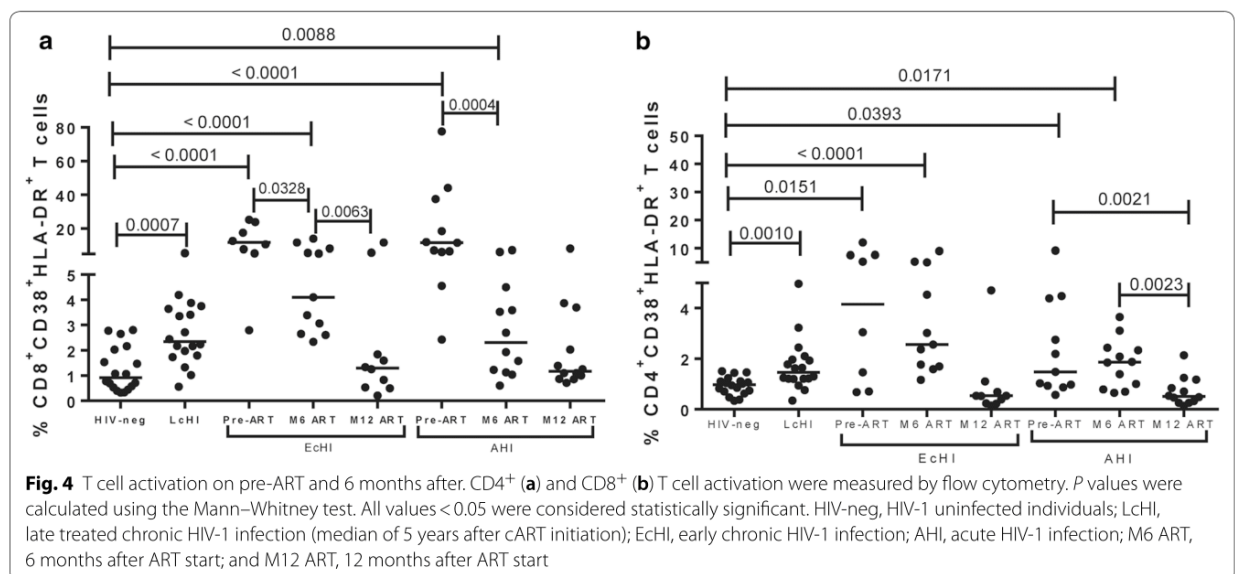 a
0.0088
< 0.0001
0.0004
< 0.0001
< 0.0001
0.0328
0.0063
0.0007
% CD8+CD38+HLA-DR+ T cells
80
60
40
20
5
4
3
2
1
0
HIV-neg LcHI Pre-ART M6 ART M12 ART Pre-ART M6 ART M12 ART
EcHI AHI
b
0.0171
0.0393
< 0.0001
0.0151
0.0021
0.0010
0.0023
% CD4+CD38+HLA-DR+ T cells
50
40
30
20
10
4
2
0
HIV-neg LcHI Pre-ART M6 ART M12 ART Pre-ART M6 ART M12 ART
EcHI AHI
Fig. 4 T cell activation on pre-ART and 6 months after. CD4+ (a) and CD8+ (b) T cell activation were measured by flow cytometry. P values were
calculated using the Mann–Whitney test. All values < 0.05 were considered statistically significant. HIV-neg, HIV-1 uninfected individuals; LcHI,
late treated chronic HIV-1 infection (median of 5 years after cART initiation); EcHI, early chronic HIV-1 infection; AHI, acute HIV-1 infection; M6 ART,
6 months after ART start; and M12 ART, 12 months after ART start